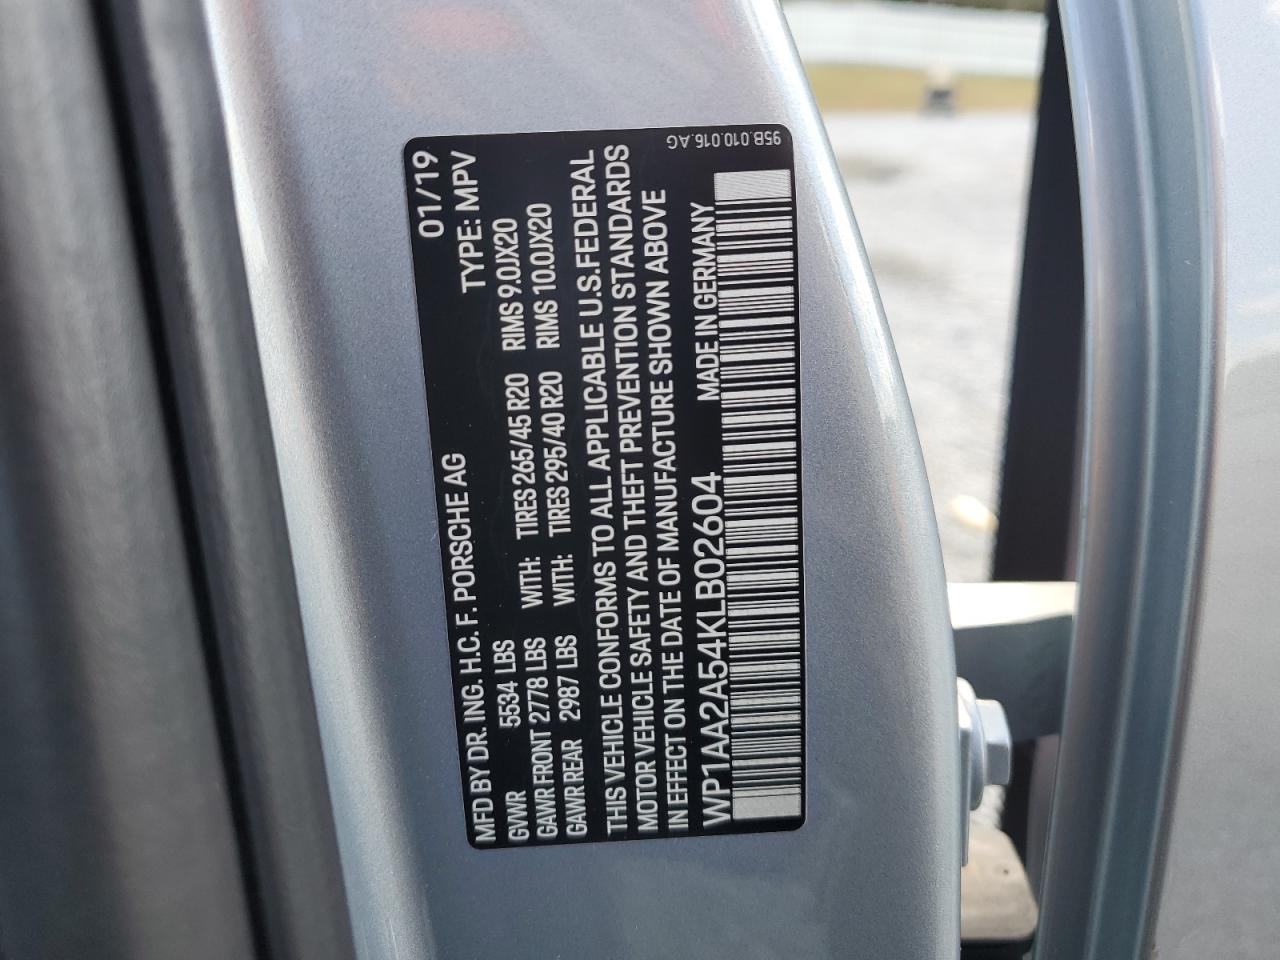 MFD BY DR. ING. H.C. F. PORSCHE AG 01/19
GVWR 5534 LBS TYPE: MPV
GAWR FRONT 2778 LBS WITH: TIRES 265/45 R20 RIMS 9.0JX20
GAWR REAR 2987 LBS WITH: TIRES 295/40 R20 RIMS 10.0JX20
THIS VEHICLE CONFORMS TO ALL APPLICABLE U.S.FEDERAL
MOTOR VEHICLE SAFETY AND THEFT PREVENTION STANDARDS
IN EFFECT ON THE DATE OF MANUFACTURE SHOWN ABOVE
WP1AA2A54KLB02604 MADE IN GERMANY
95B.010.016.AG